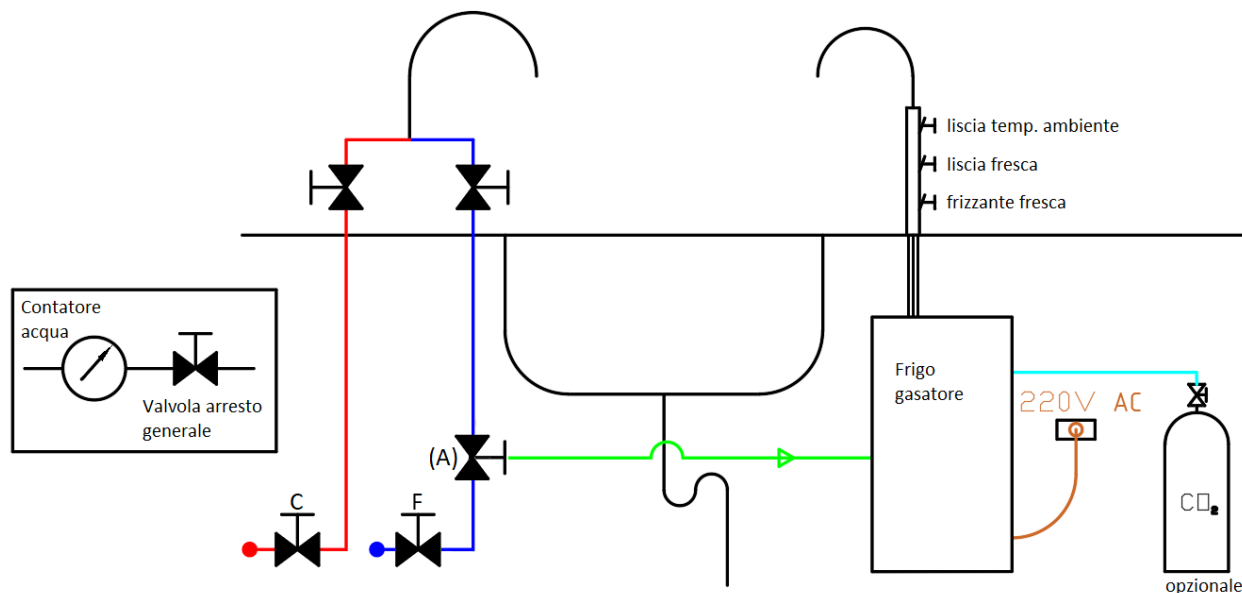 liscia temp. ambiente
liscia fresca
frizzante fresca
Contatore
acqua
Valvola arresto
generale
Frigo
gasatore
220V AC
(A)
C
F
CO₂
opzionale